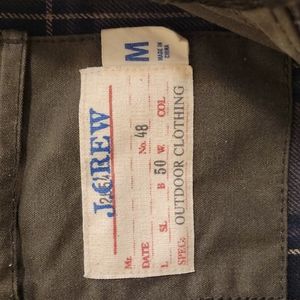 M
MADE IN
CHINA
J.CREW
Mr.
DATE No. 48
L SL B 50 W. COL
SPEC: OUTDOOR CLOTHING